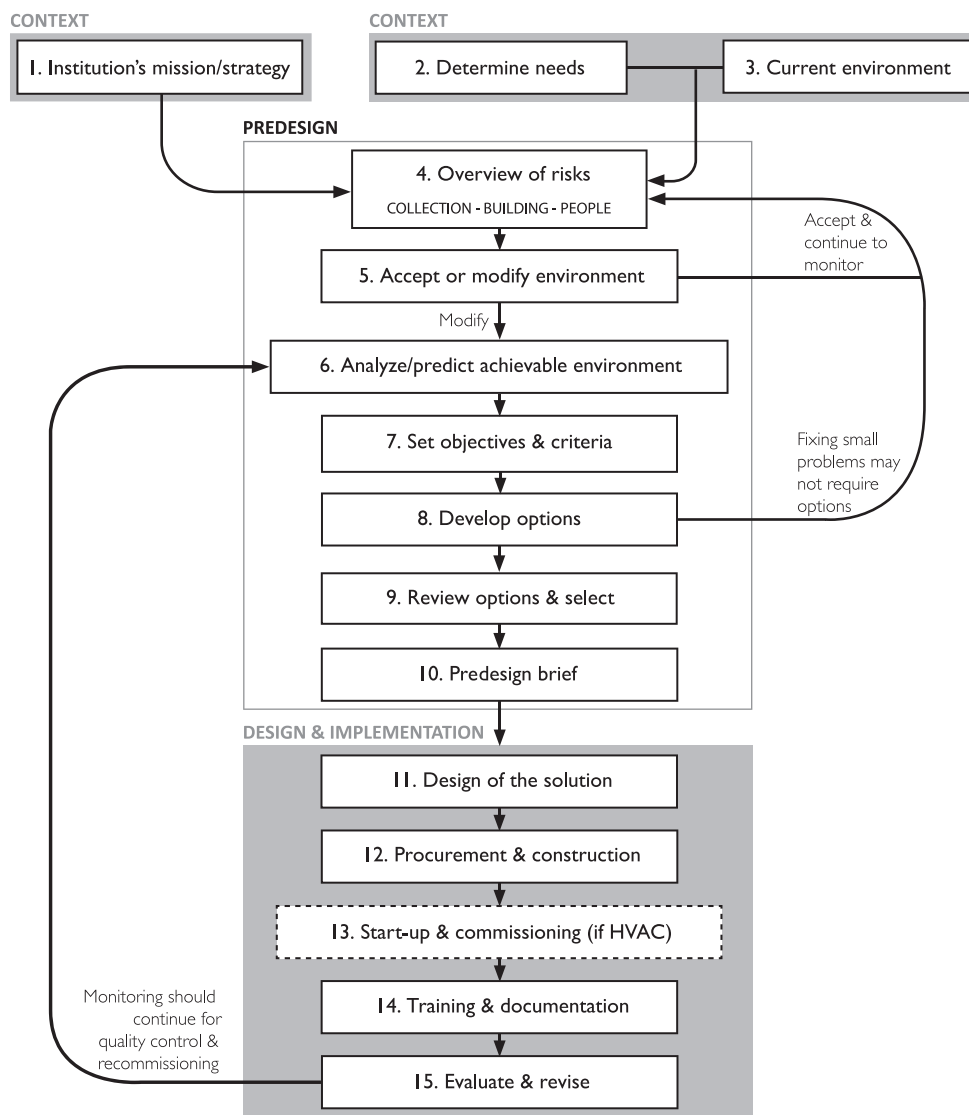 CONTEXT
1. Institution's mission/strategy
CONTEXT
2. Determine needs
3. Current environment
PREDESIGN
4. Overview of risks
COLLECTION - BUILDING - PEOPLE
Accept &
continue to
monitor
5. Accept or modify environment
Modify
6. Analyze/predict achievable environment
7. Set objectives & criteria
Fixing small
problems may
not require
options
8. Develop options
9. Review options & select
10. Predesign brief
DESIGN & IMPLEMENTATION
11. Design of the solution
12. Procurement & construction
13. Start-up & commissioning (if HVAC)
14. Training & documentation
Monitoring should
continue for
quality control &
recommissioning
15. Evaluate & revise